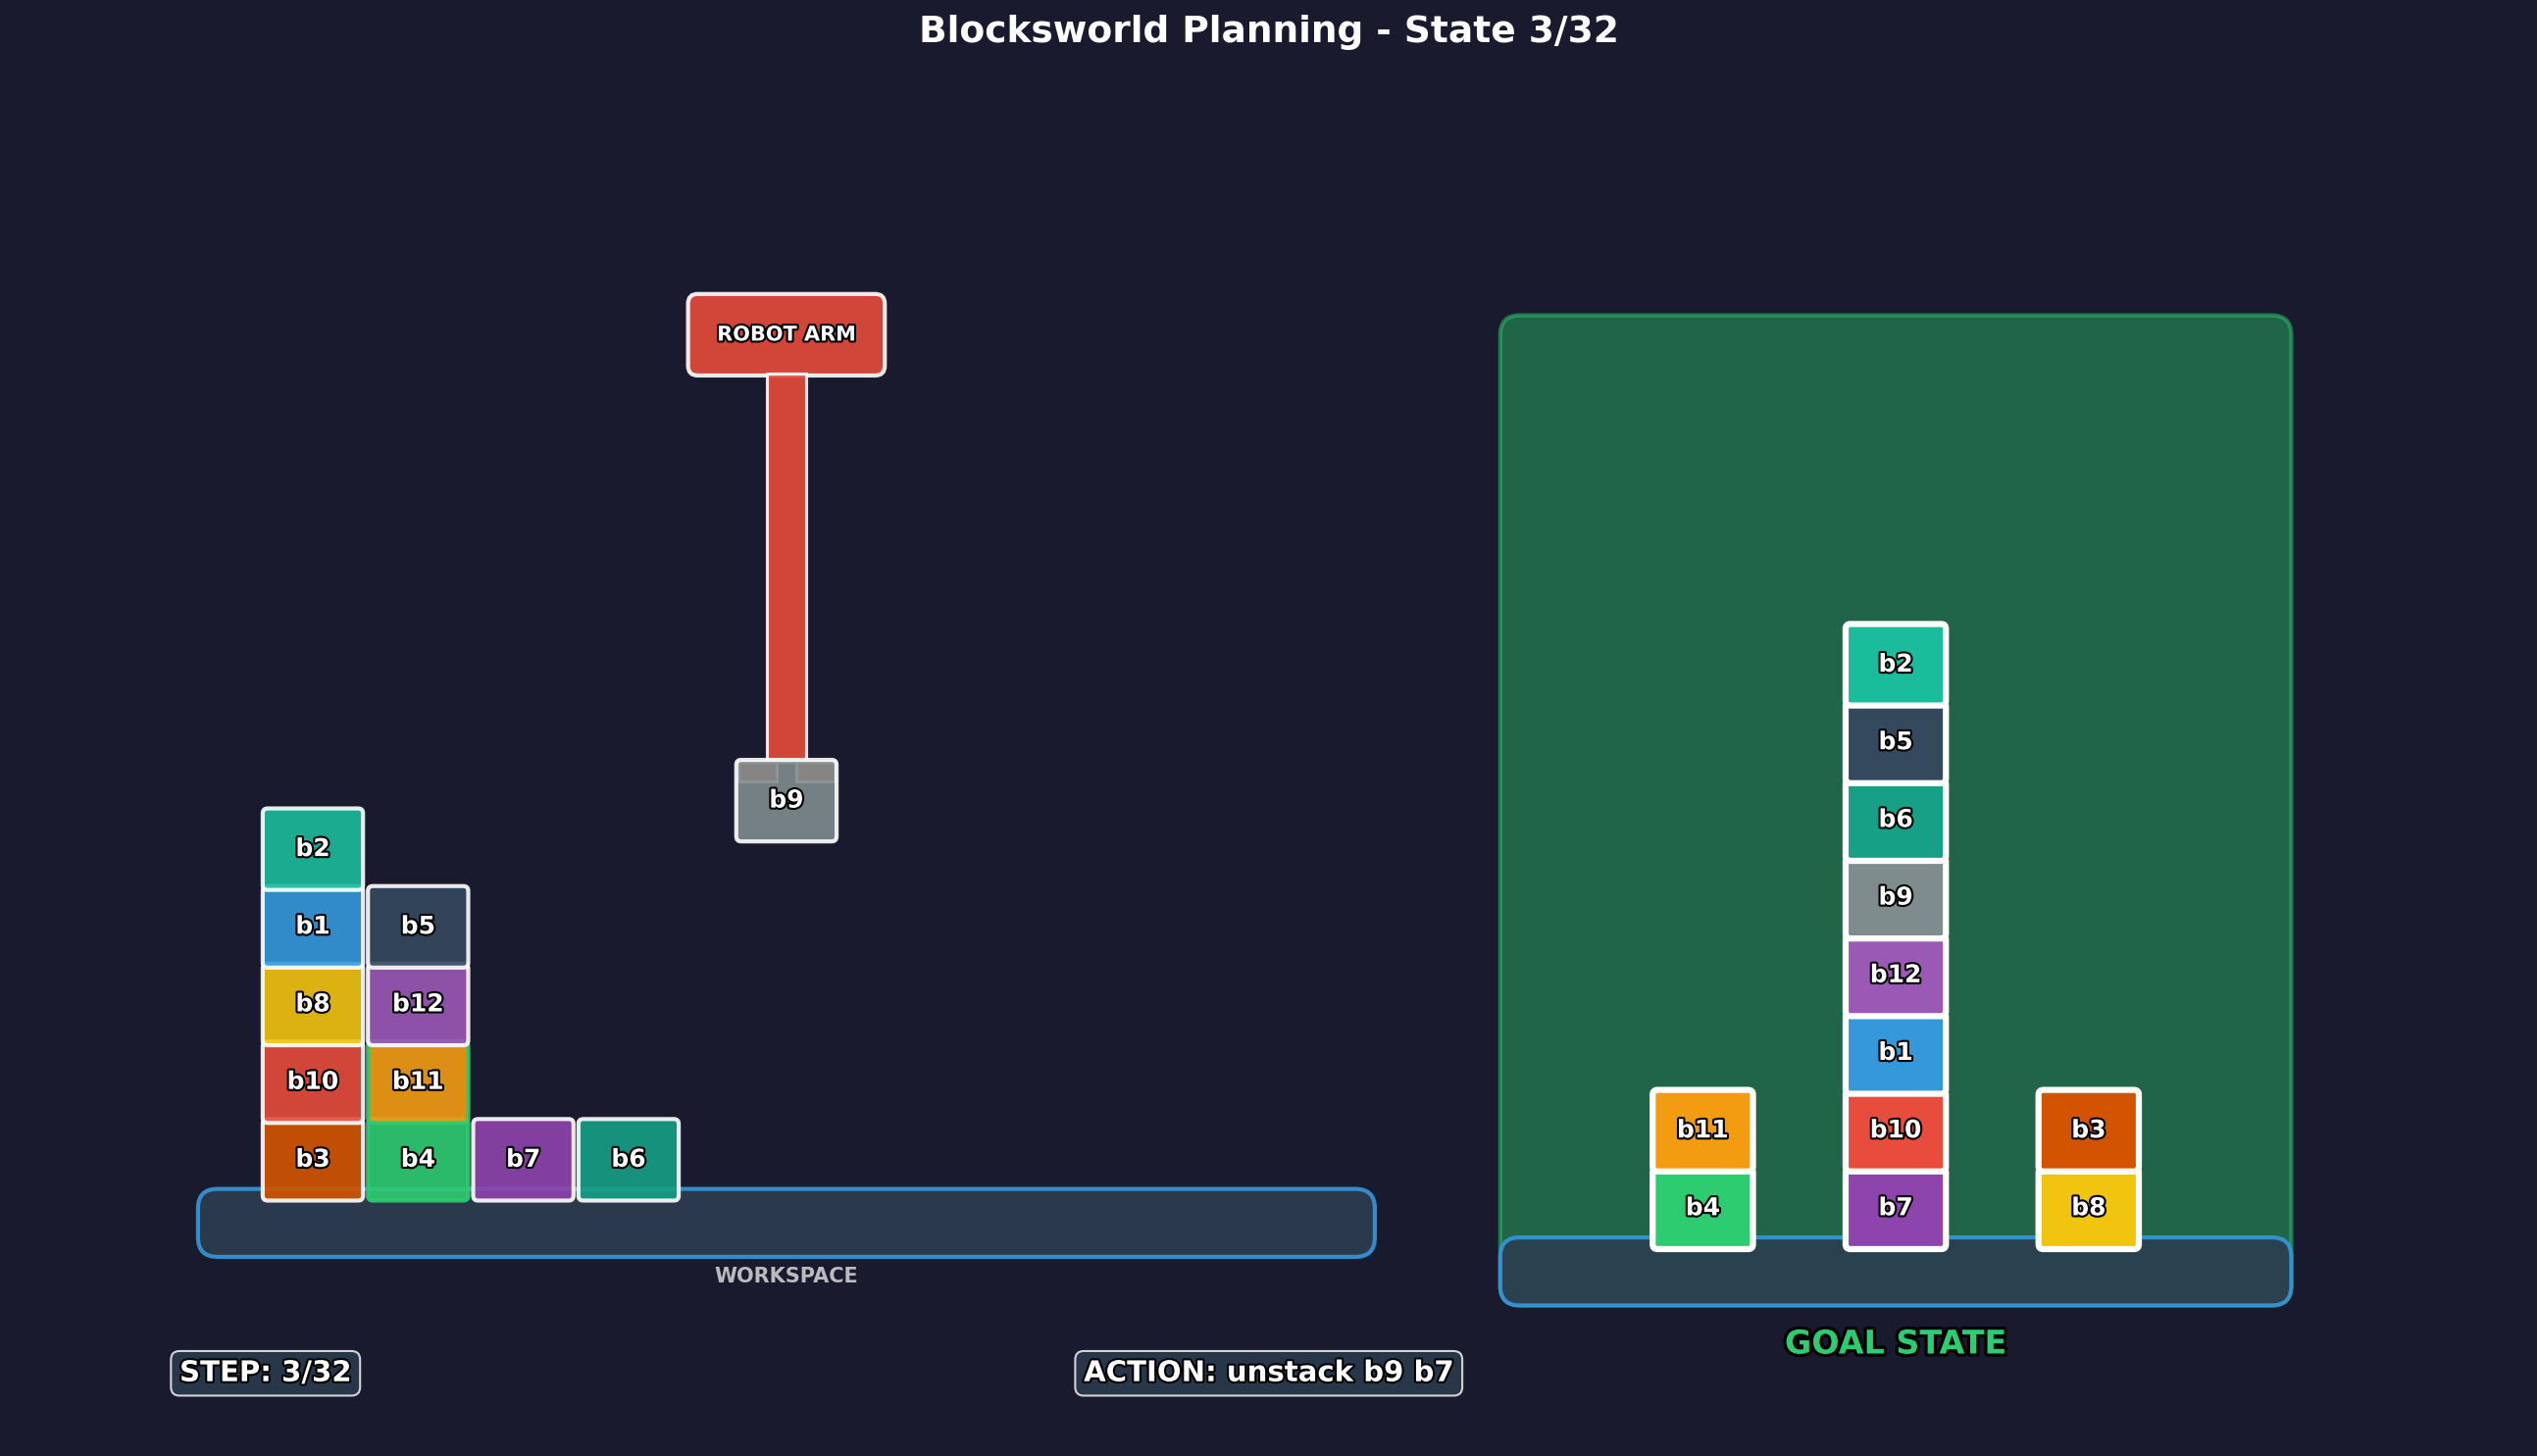 Blocksworld Planning - State 3/32
ROBOT ARM
b9
b2
b1
b5
b8
b12
b10
b11
b3
b4
b7
b6
WORKSPACE
b2
b5
b6
b9
b12
b1
b11
b10
b3
b4
b7
b8
GOAL STATE
STEP: 3/32
ACTION: unstack b9 b7